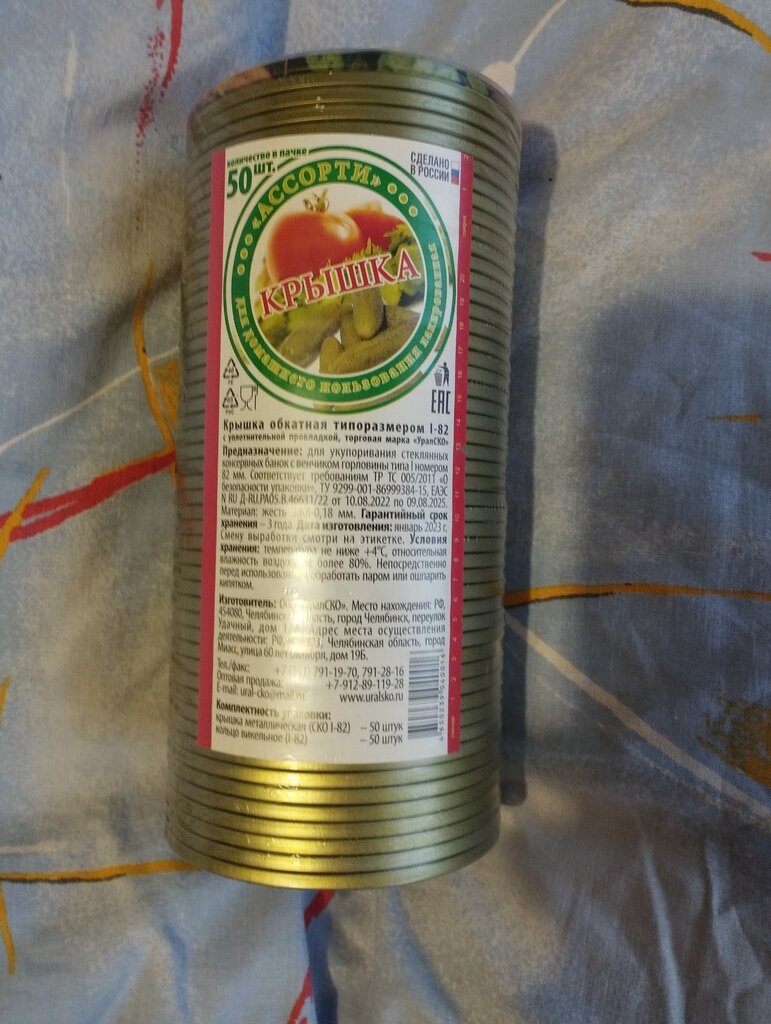 количество в пачке
50 шт.
СДЕЛАНО
В РОССИИ
«АССОРТИ»
КРЫШКА
для домашнего использования
консервирования
EAC
Крышка обкатная типоразмером I-82
с уплотнительной прокладкой, торговая марка «УралСКО»
Предназначение: для укупоривания стеклянных
консервных банок с венчиком горловины типа I номером
82 мм. Соответствует требованиям ТР ТС 005/2011 «О
безопасности упаковки», ТУ 9299-001-86999384-15, ЕАЭС
N RU Д-RU.РА05.В.46631/22 от 10.08.2022 по 09.08.2025.
Материал: жесть 0,18 мм. Гарантийный срок
хранения – 3 года. Дата изготовления: январь 2023 г.
Смену выработки смотри на этикетке. Условия
хранения: температура не ниже +4°С, относительная
влажность воздуха более 80%. Непосредственно
перед использованием обработать паром или ошпарить
кипятком.
Изготовитель: «УралСКО». Место нахождения: РФ,
454080, Челябинская область, город Челябинск, переулок
Удачный, дом Адрес места осуществления
деятельности: РФ, Челябинская область, город
Миасс, улица 60 лет Октября, дом 19Б.
Тел./факс: 791-19-70, 791-28-16
Оптовая продажа: +7-912-89-119-28
E-mail: ural-cko@mail.ru www.uralsko.ru
Комплектность упаковки:
крышка металлическая (СКО I-82) – 50 штук
кольцо викельное (I-82) – 50 штук